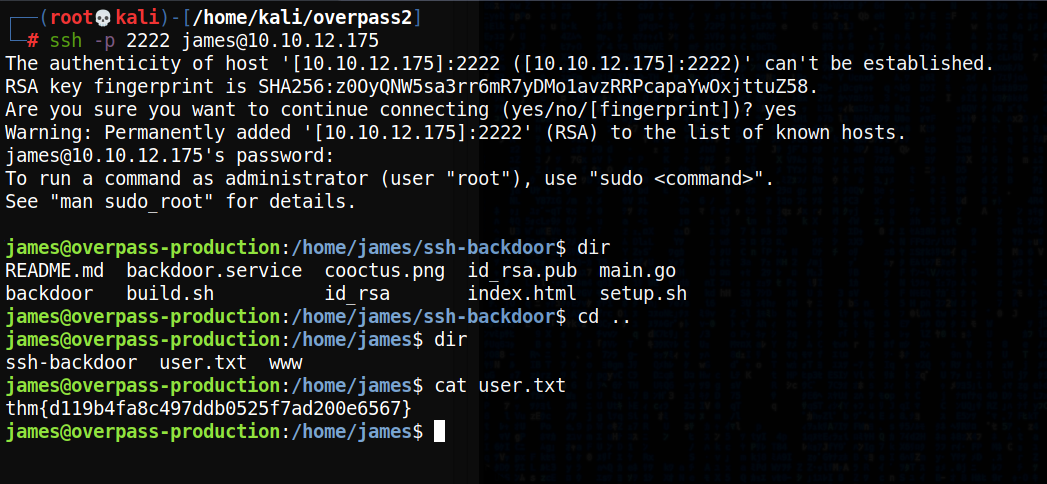 ┌──(root💀kali)-[/home/kali/overpass2]
└─# ssh -p 2222 james@10.10.12.175
The authenticity of host '[10.10.12.175]:2222 ([10.10.12.175]:2222)' can't be established.
RSA key fingerprint is SHA256:z0OyQNW5sa3rr6mR7yDMo1avzRRPcapaYwOxjttuZ58.
Are you sure you want to continue connecting (yes/no/[fingerprint])? yes
Warning: Permanently added '[10.10.12.175]:2222' (RSA) to the list of known hosts.
james@10.10.12.175's password:
To run a command as administrator (user "root"), use "sudo <command>".
See "man sudo_root" for details.
james@overpass-production:/home/james/ssh-backdoor$ dir
README.md  backdoor.service  cooctus.png  id_rsa.pub  main.go
backdoor   build.sh          id_rsa       index.html  setup.sh
james@overpass-production:/home/james/ssh-backdoor$ cd ..
james@overpass-production:/home/james$ dir
ssh-backdoor  user.txt  www
james@overpass-production:/home/james$ cat user.txt
thm{d119b4fa8c497ddb0525f7ad200e6567}
james@overpass-production:/home/james$